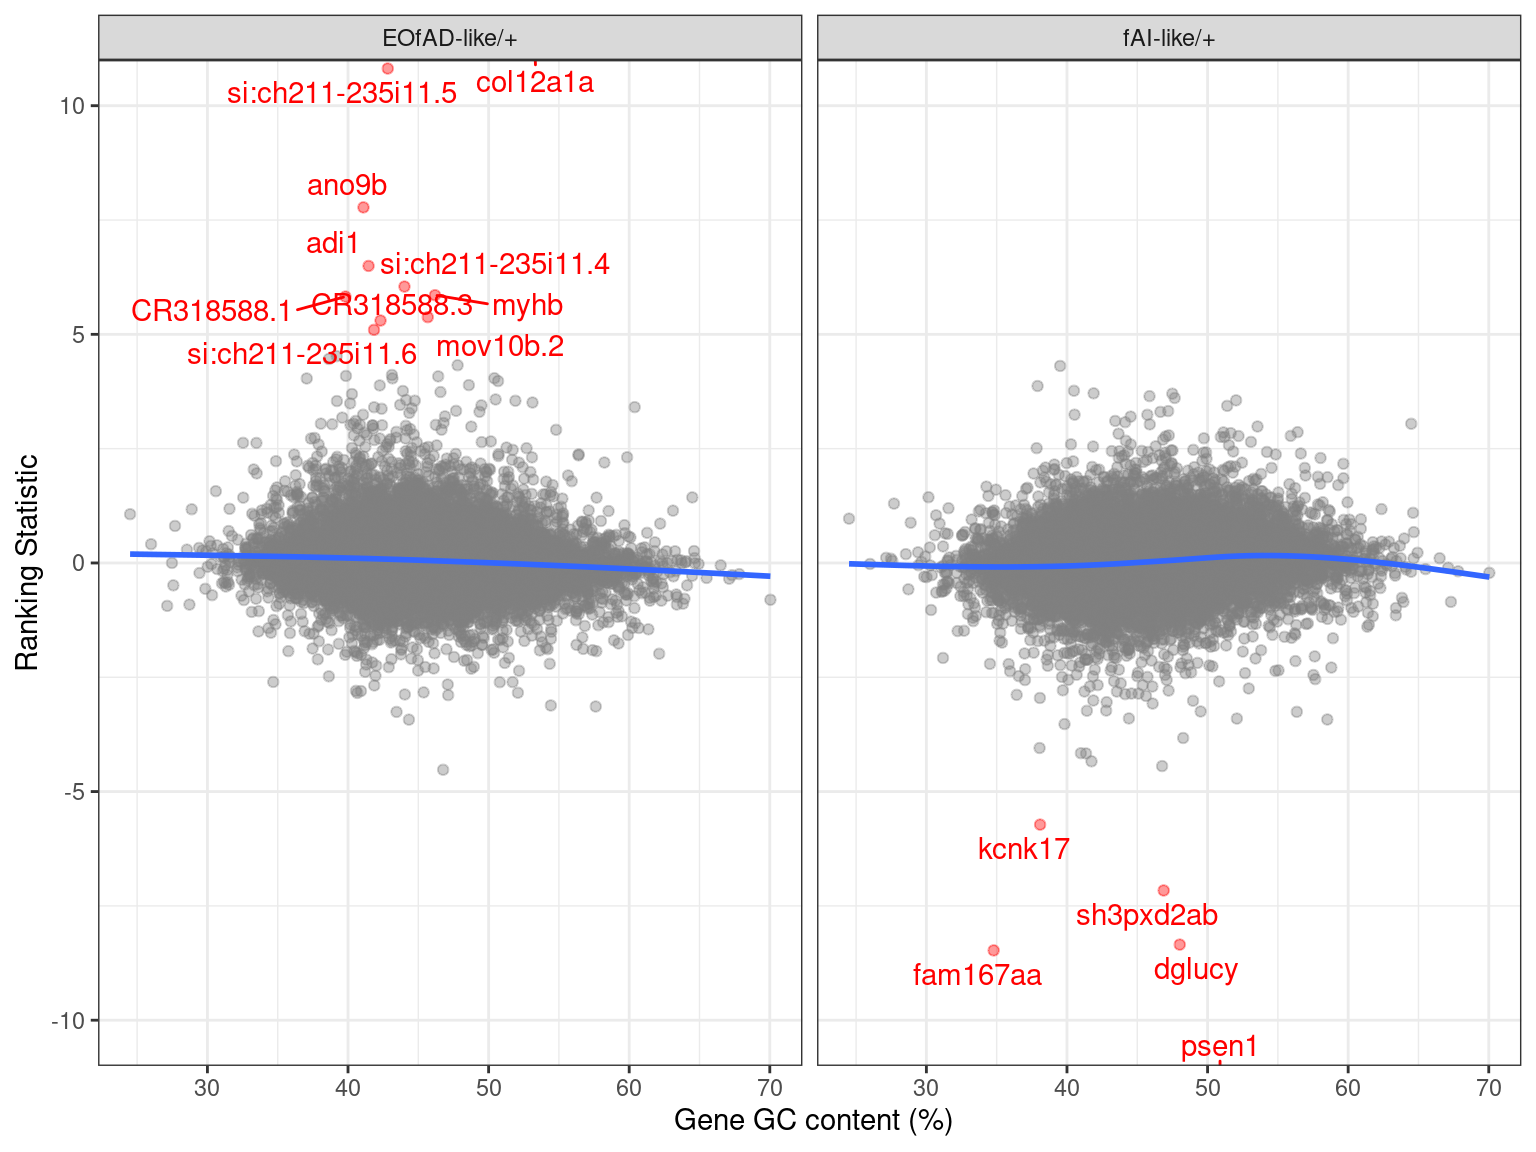 EOfAD-like/+
fAI-like/+
Ranking Statistic
10
5
0
-5
-10
si:ch211-235i11.5
col12a1a
ano9b
adi1
si:ch211-235i11.4
CR318588.1
CR318588.3
myhb
si:ch211-235i11.6
mov10b.2
kcnk17
sh3pxd2ab
fam167aa
dglucy
psen1
30 40 50 60 70
30 40 50 60 70
Gene GC content (%)